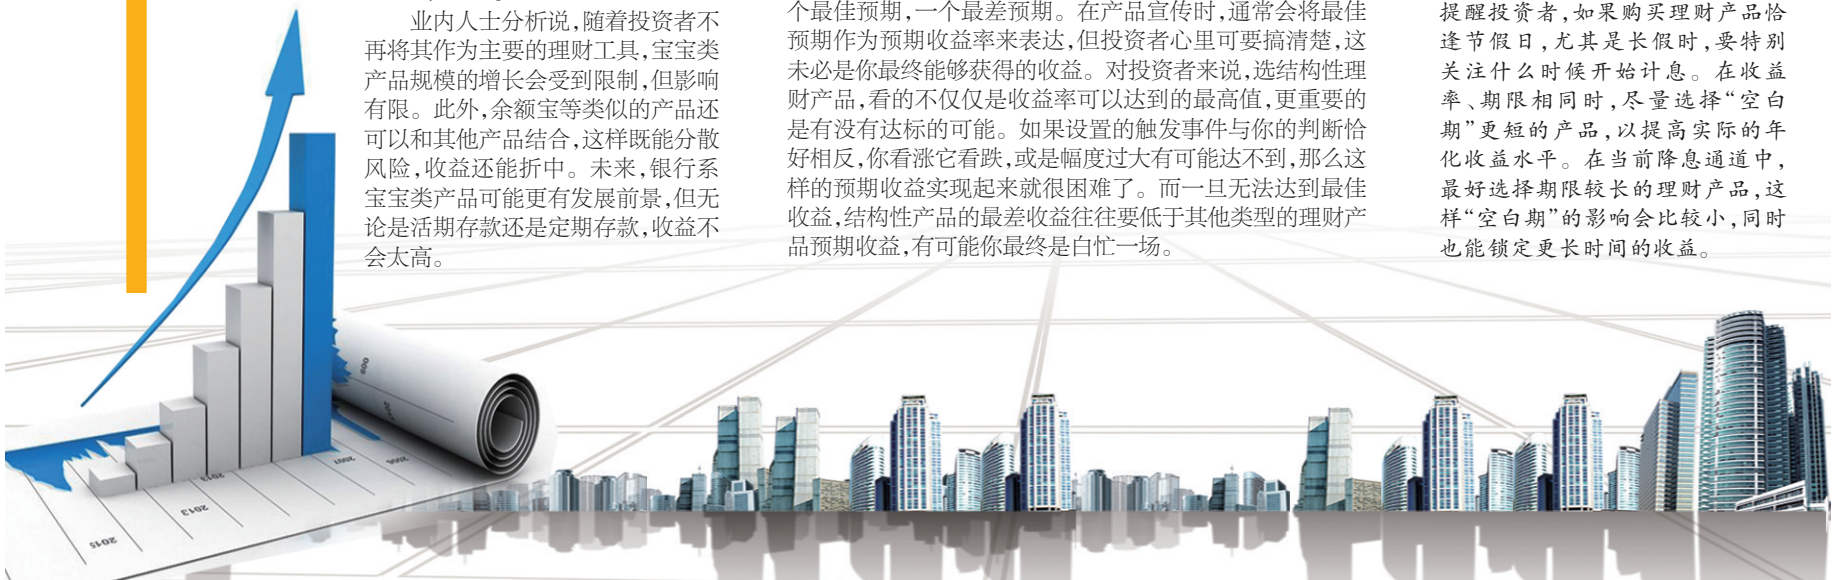 业内人士分析说,随着投资者不
再将其作为主要的理财工具,宝宝类
产品规模的增长会受到限制,但影响
有限。此外,余额宝等类似的产品还
可以和其他产品结合,这样既能分散
风险,收益还能折中。未来,银行系
宝宝类产品可能更有发展前景,但无
论是活期存款还是定期存款,收益不
会太高。
个最佳预期,一个最差预期。在产品宣传时,通常会将最佳
预期作为预期收益率来表达,但投资者心里可要搞清楚,这
未必是你最终能够获得的收益。对投资者来说,选结构性理
财产品,看的不仅仅是收益率可以达到的最高值,更重要的
是有没有达标的可能。如果设置的触发事件与你的判断恰
好相反,你看涨它看跌,或是幅度过大有可能达不到,那么这
样的预期收益实现起来就很困难了。而一旦无法达到最佳
收益,结构性产品的最差收益往往要低于其他类型的理财产
品预期收益,有可能你最终是白忙一场。
提醒投资者,如果购买理财产品恰
逢节假日,尤其是长假时,要特别
关注什么时候开始计息。在收益
率、期限相同时,尽量选择“空白
期”更短的产品,以提高实际的年
化收益水平。在当前降息通道中,
最好选择期限较长的理财产品,这
样“空白期”的影响会比较小,同时
也能锁定更长时间的收益。
009
2007
2013
2013
2015